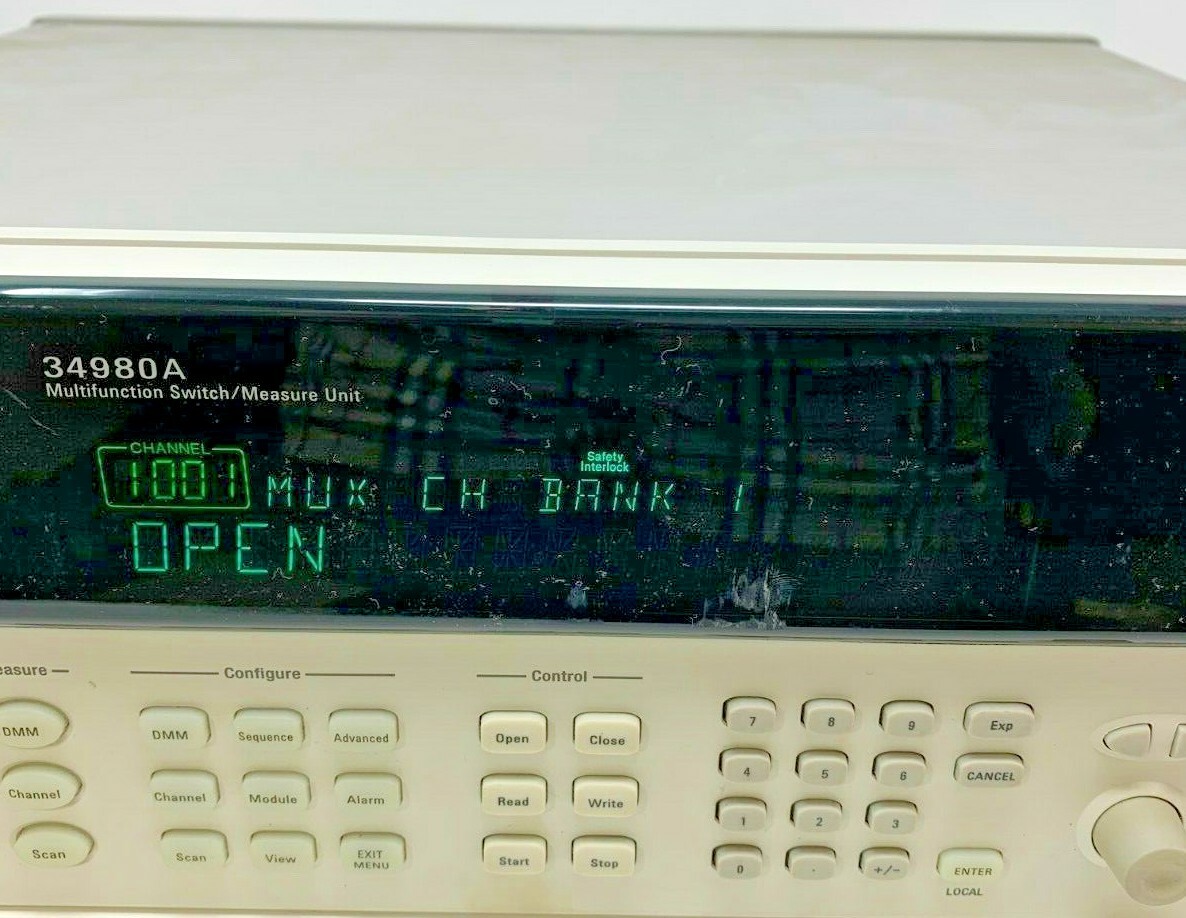 34980A
Multifunction Switch/Measure Unit
CHANNEL
Safety
Interlock
1001 MUX CH BANK 1
OPEN
Configure
Control
DMM
DMM
Sequence
Advanced
Open
Close
7
8
9
Exp
Channel
Channel
Module
Alarm
Read
Write
4
5
6
CANCEL
1
2
3
Scan
Scan
View
EXIT
MENU
Start
Stop
0
.
+/-
ENTER
LOCAL